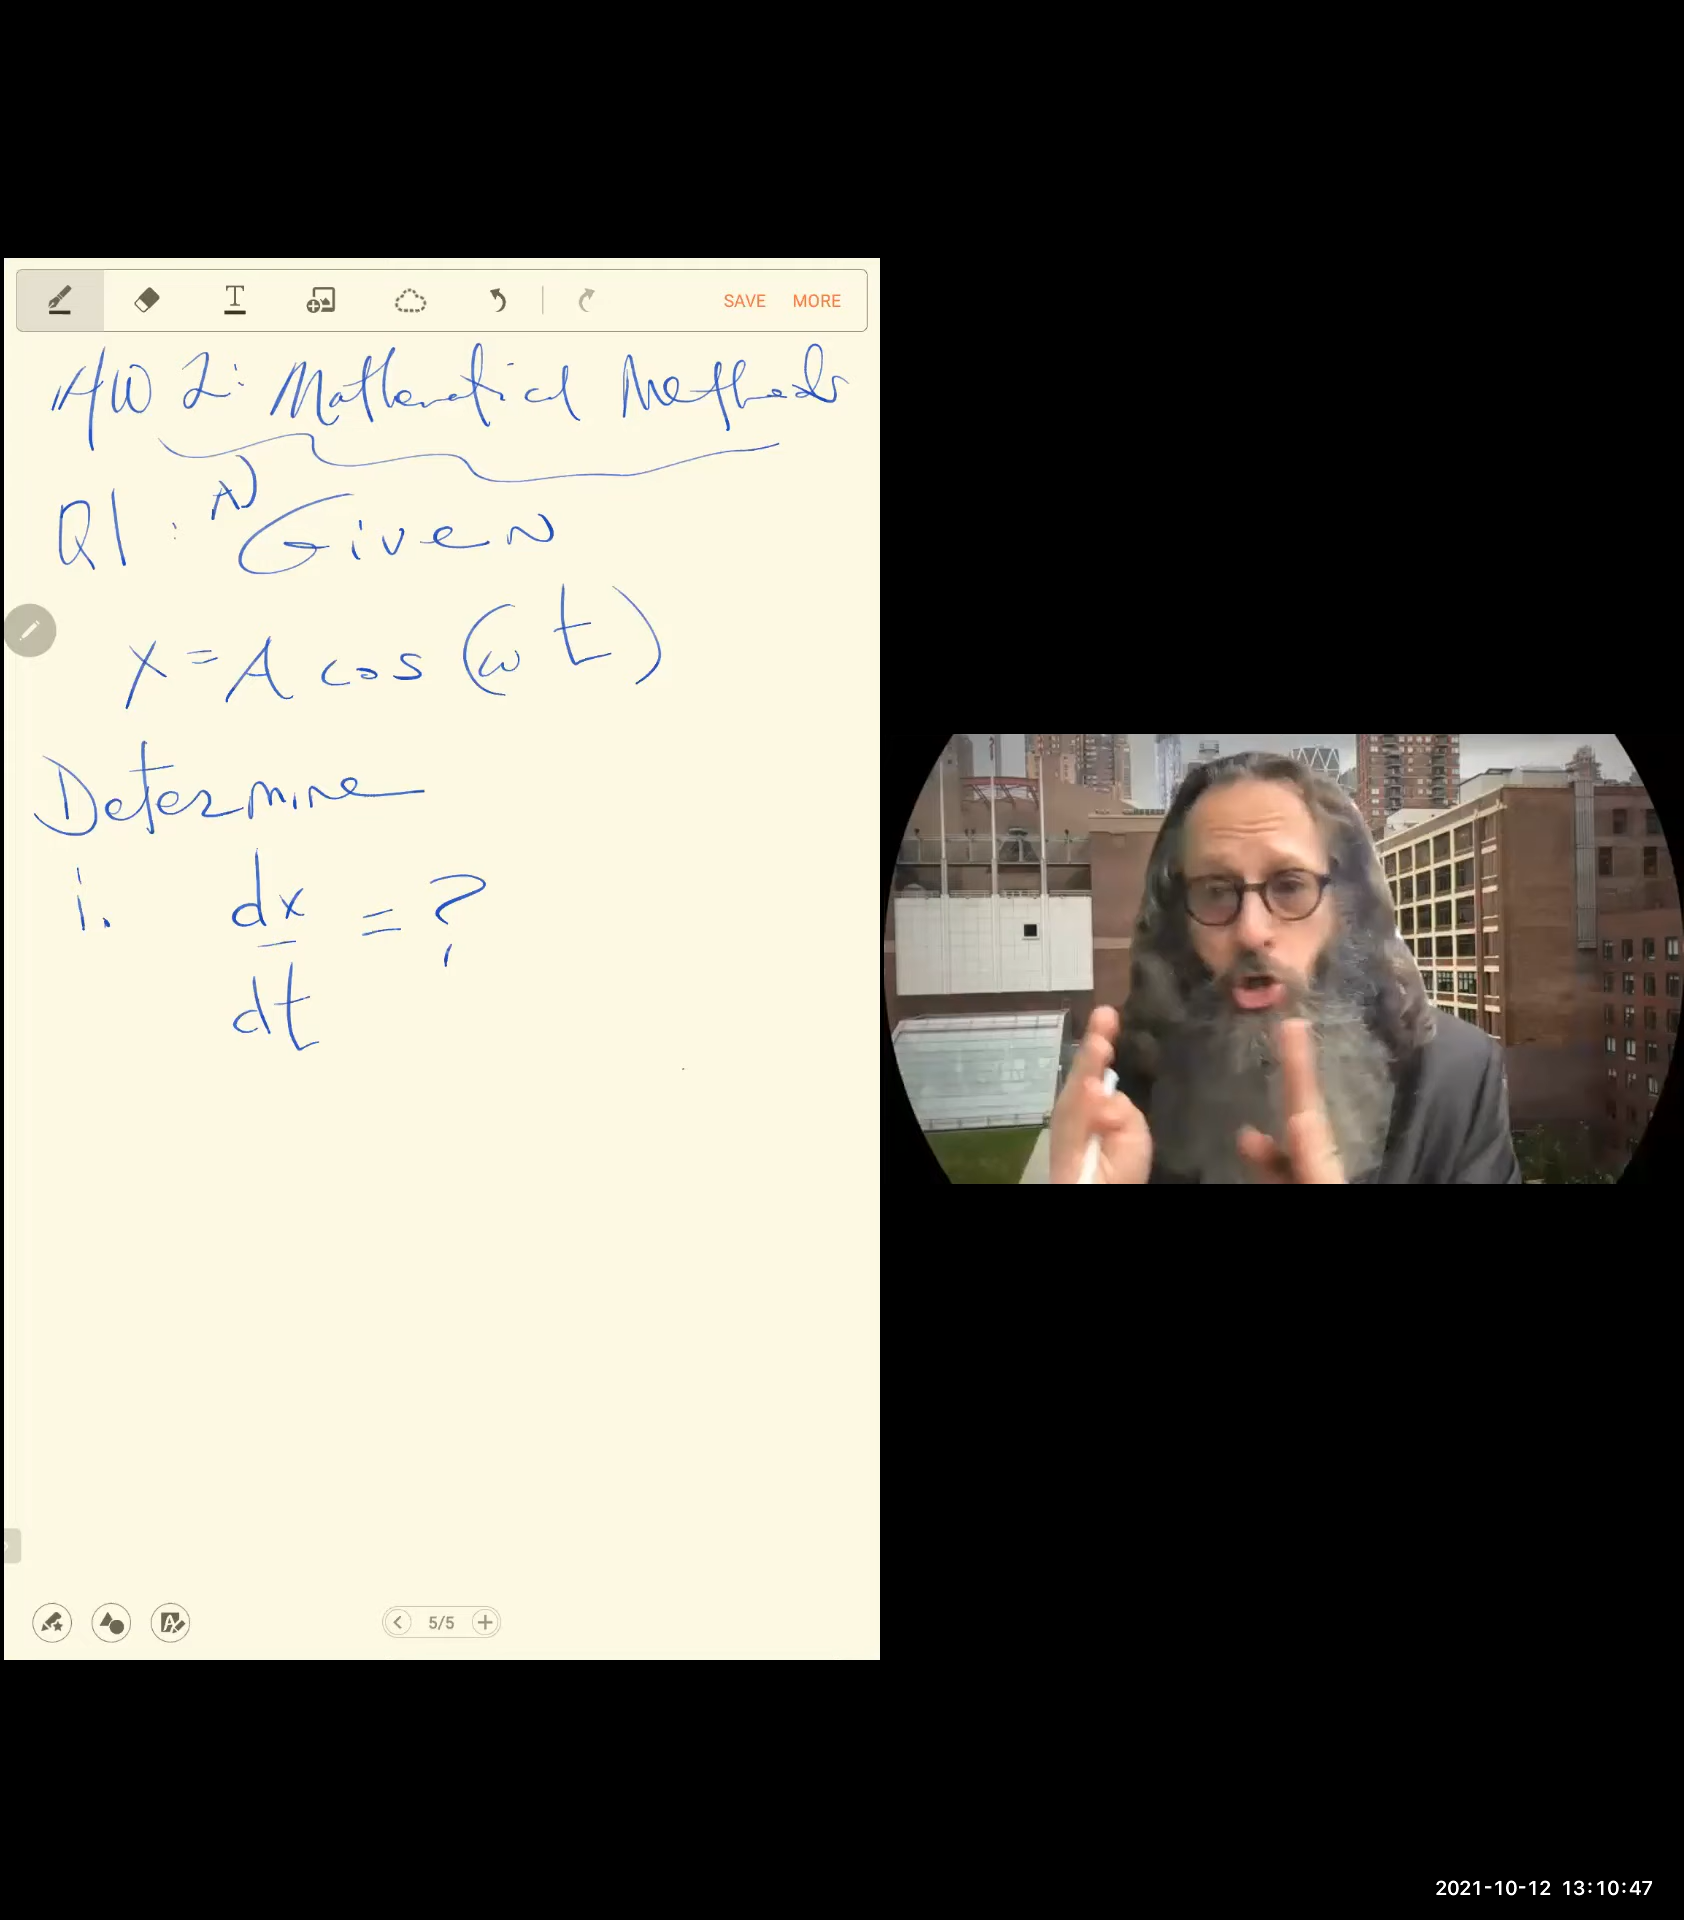 T SAVE MORE
HW 2: Mathematical Methods
Q1: A) Given
x = A cos (ω t)
Determine
i. dx = ?
dt
5/5
2021-10-12 13:10:47